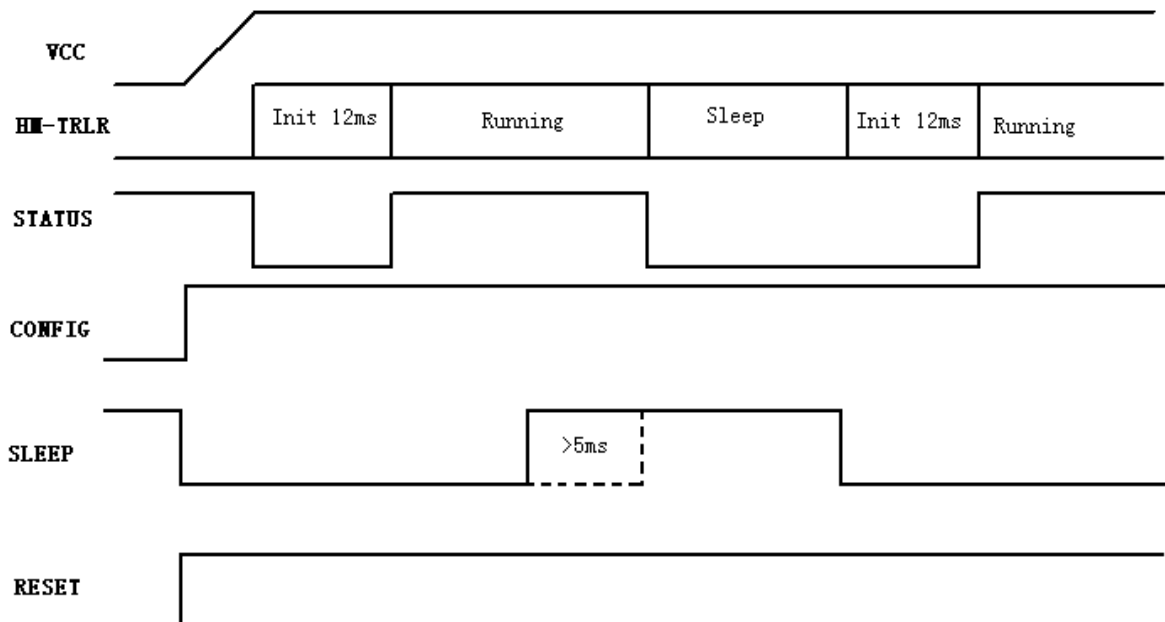 VCC
HM-TRLR
Init 12ms
Running
Sleep
Init 12ms
Running
STATUS
CONFIG
SLEEP
>5ms
RESET